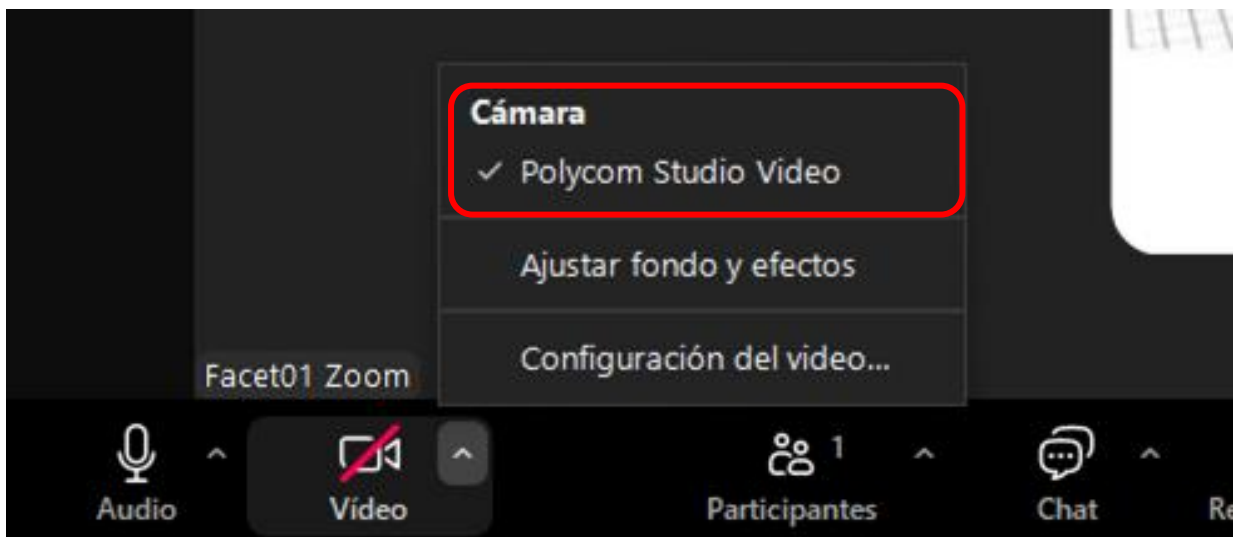 Cámara
Polycom Studio Video
Ajustar fondo y efectos
Configuración del video...
Facet01 Zoom
1
Audio
Vídeo
Participantes
Chat